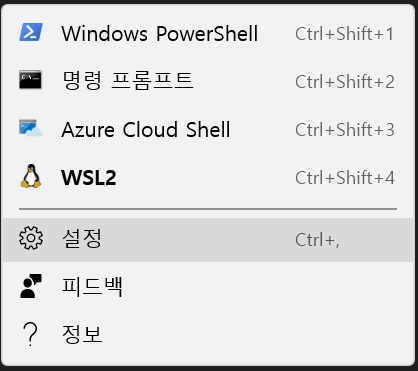 Windows PowerShell Ctrl+Shift+1
명령 프롬프트 Ctrl+Shift+2
Azure Cloud Shell Ctrl+Shift+3
WSL2 Ctrl+Shift+4
설정 Ctrl+,
피드백
정보